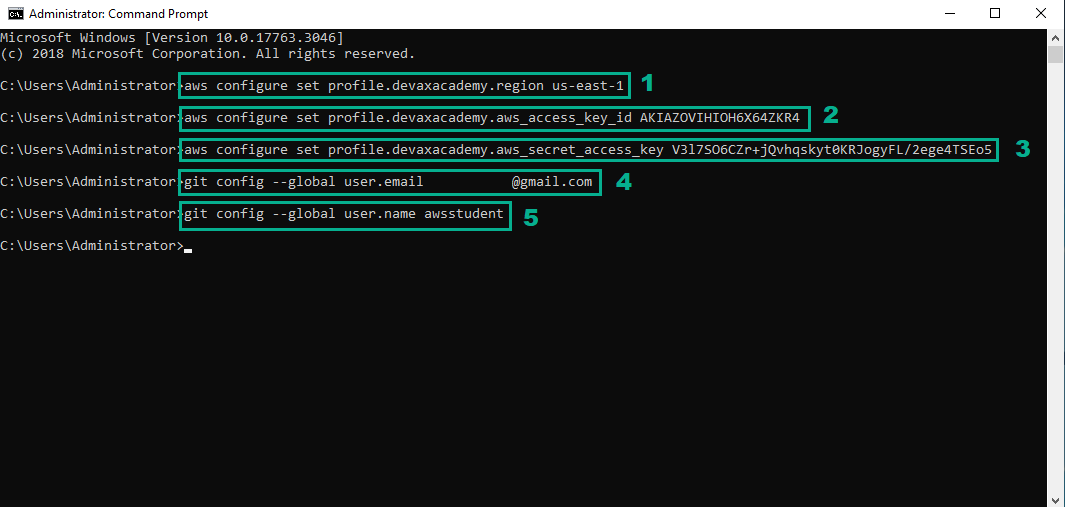 Administrator: Command Prompt
Microsoft Windows [Version 10.0.17763.3046]
(c) 2018 Microsoft Corporation. All rights reserved.
C:\Users\Administrator>aws configure set profile.devaxacademy.region us-east-1 1
C:\Users\Administrator>aws configure set profile.devaxacademy.aws_access_key_id AKIAZOVIHIOH6X64ZKR4 2
C:\Users\Administrator>aws configure set profile.devaxacademy.aws_secret_access_key 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 3
C:\Users\Administrator>git config --global user.email @gmail.com 4
C:\Users\Administrator>git config --global user.name awsstudent 5
C:\Users\Administrator>